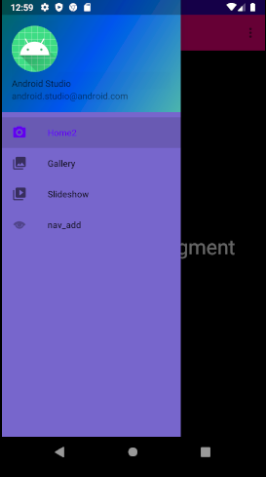 12:59
Android Studio
android.studio@android.com
Home2
Gallery
gment
Slideshow
nav_add